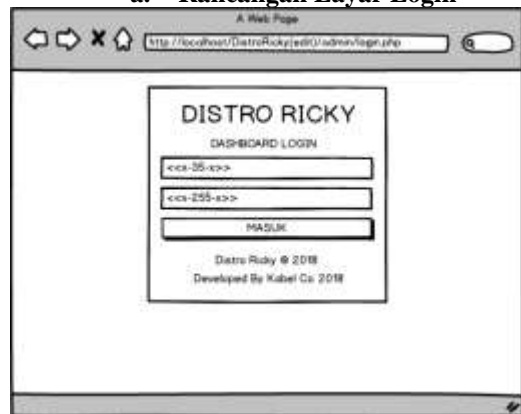 a. Rancangan Layar Login
A Web Page
http://localhost/DistroRicky(edit)/admin/login.php
DISTRO RICKY
DASHBOARD LOGIN
<<x-35-x>>
<<x-255-x>>
MASUK
Distro Ricky @ 2018
Developed By Kabel Co. 2018